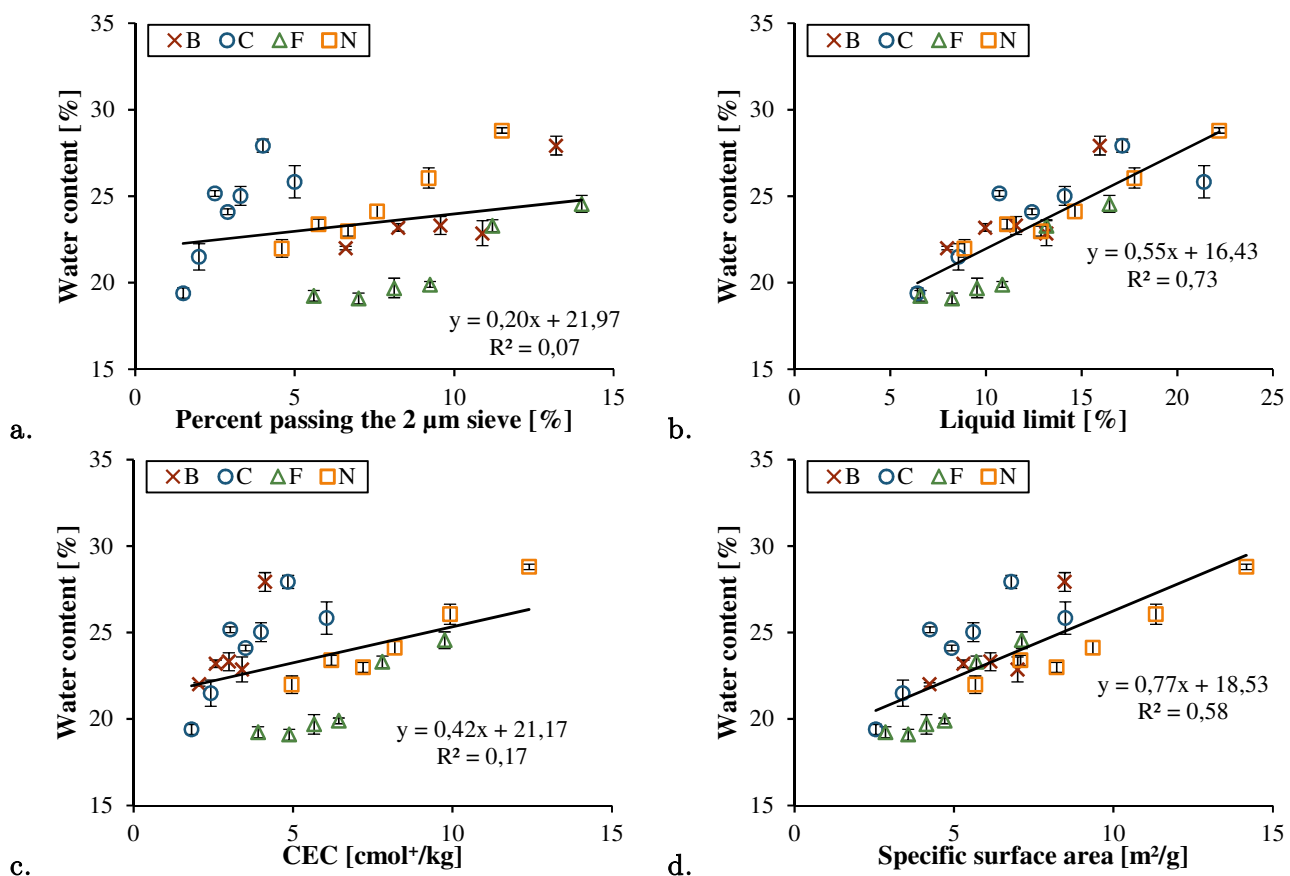 B C F N
35
30
25
20
15
Water content [%]
y = 0,20x + 21,97
R² = 0,07
0 5 10 15
Percent passing the 2 µm sieve [%]
a.
B C F N
35
30
25
20
15
Water content [%]
y = 0,55x + 16,43
R² = 0,73
0 5 10 15 20 25
Liquid limit [%]
b.
B C F N
35
30
25
20
15
Water content [%]
y = 0,42x + 21,17
R² = 0,17
0 5 10 15
CEC [cmol⁺/kg]
c.
B C F N
35
30
25
20
15
Water content [%]
y = 0,77x + 18,53
R² = 0,58
0 5 10 15
Specific surface area [m²/g]
d.